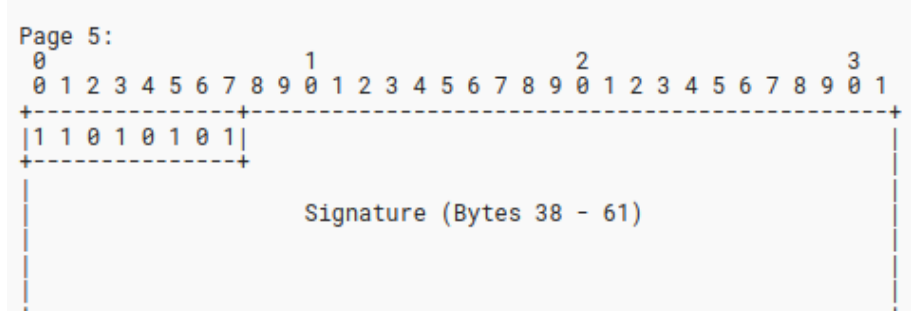 Page 5:
 0                   1                   2                   3
 0 1 2 3 4 5 6 7 8 9 0 1 2 3 4 5 6 7 8 9 0 1 2 3 4 5 6 7 8 9 0 1
+---------------+-----------------------------------------------+
|1 1 0 1 0 1 0 1|                                               |
+---------------+                                               |
|                                                               |
|                    Signature (Bytes 38 - 61)                  |
|                                                               |
|                                                               |
|                                                               |